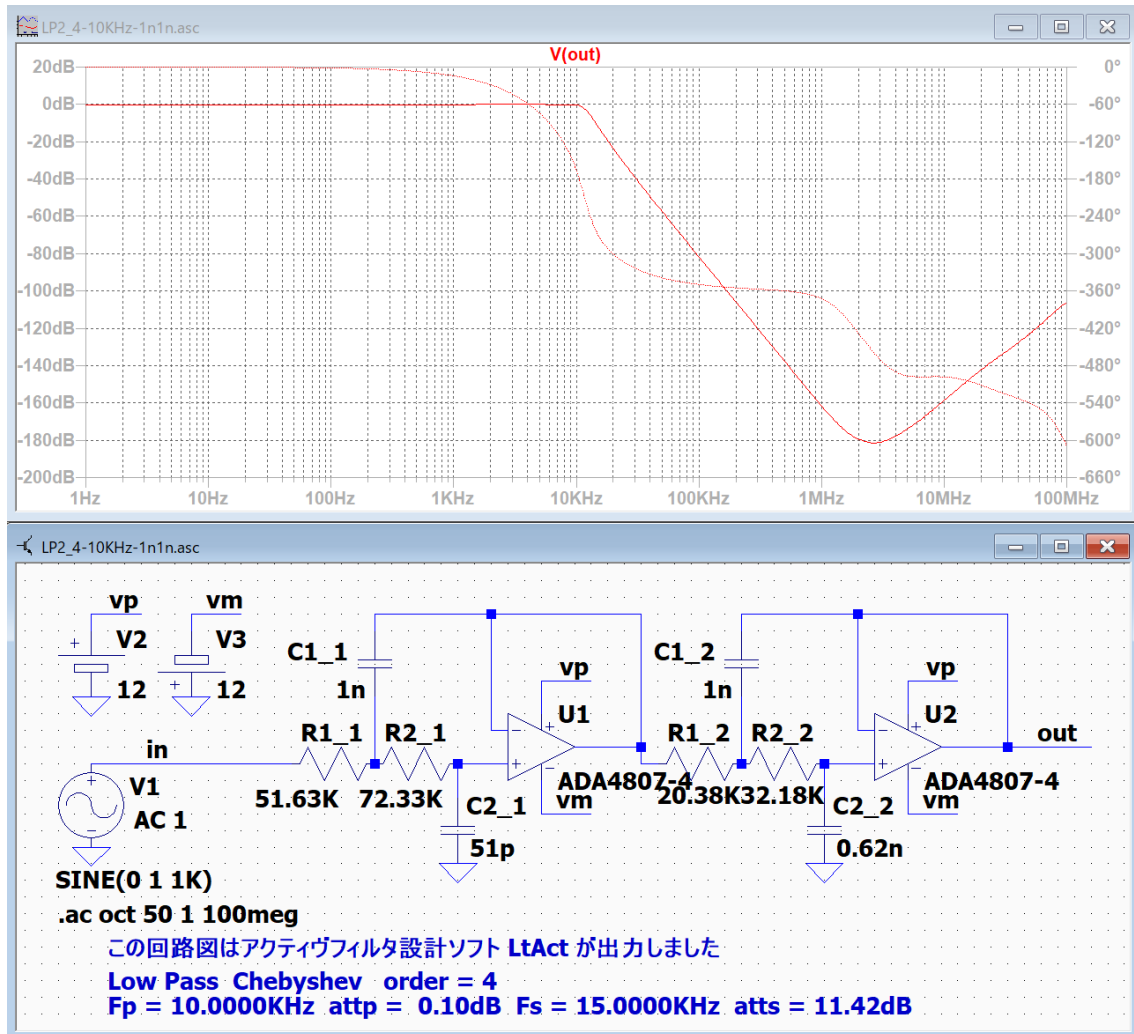 LP2_4-10KHz-1n1n.asc
V(out)
20dB 0°
0dB -60°
-20dB -120°
-40dB -180°
-60dB -240°
-80dB -300°
-100dB -360°
-120dB -420°
-140dB -480°
-160dB -540°
-180dB -600°
-200dB -660°
1Hz 10Hz 100Hz 1KHz 10KHz 100KHz 1MHz 10MHz 100MHz
LP2_4-10KHz-1n1n.asc
vp vm
V2 V3
12 12
C1_1
1n
C1_2
1n
vp vp
U1 U2
in
R1_1 R2_1
R1_2 R2_2
out
V1
AC 1
51.63K 72.33K
ADA4807-4
20.38K 32.18K
ADA4807-4
vm vm
C2_1
51p
C2_2
0.62n
SINE(0 1 1K)
.ac oct 50 1 100meg
この回路図はアクティヴフィルタ設計ソフト LtAct が出力しました
Low Pass Chebyshev order = 4
Fp = 10.0000KHz attp = 0.10dB Fs = 15.0000KHz atts = 11.42dB